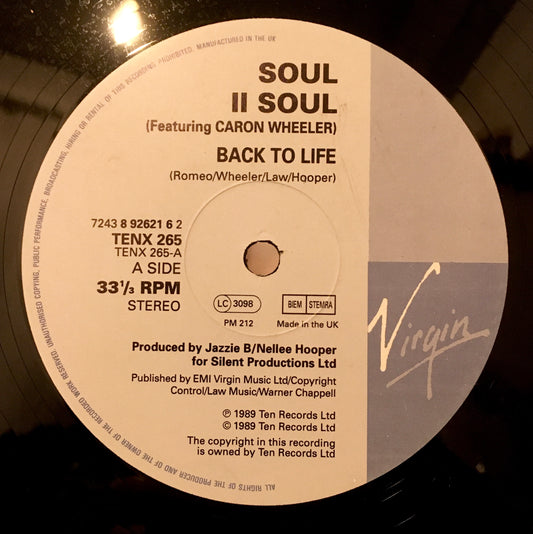 SOUL
II SOUL
(Featuring CARON WHEELER)
BACK TO LIFE
(Romeo/Wheeler/Law/Hooper)
7243 8 92621 6 2
TENX 265
TENX 265-A
A SIDE
33⅓ RPM
STEREO
LC 3098
BIEM STEMRA
PM 212
Made in the UK
Virgin
Produced by Jazzie B/Nellee Hooper
for Silent Productions Ltd
Published by EMI Virgin Music Ltd/Copyright
Control/Law Music/Warner Chappell
℗ 1989 Ten Records Ltd
© 1989 Ten Records Ltd
The copyright in this recording
is owned by Ten Records Ltd
ALL RIGHTS OF THE PRODUCER AND OF THE OWNER OF THE RECORDED WORK RESERVED. UNAUTHORISED COPYING, PUBLIC PERFORMANCE, BROADCASTING, HIRING OR RENTAL OF THIS RECORDING PROHIBITED. MANUFACTURED IN THE UK